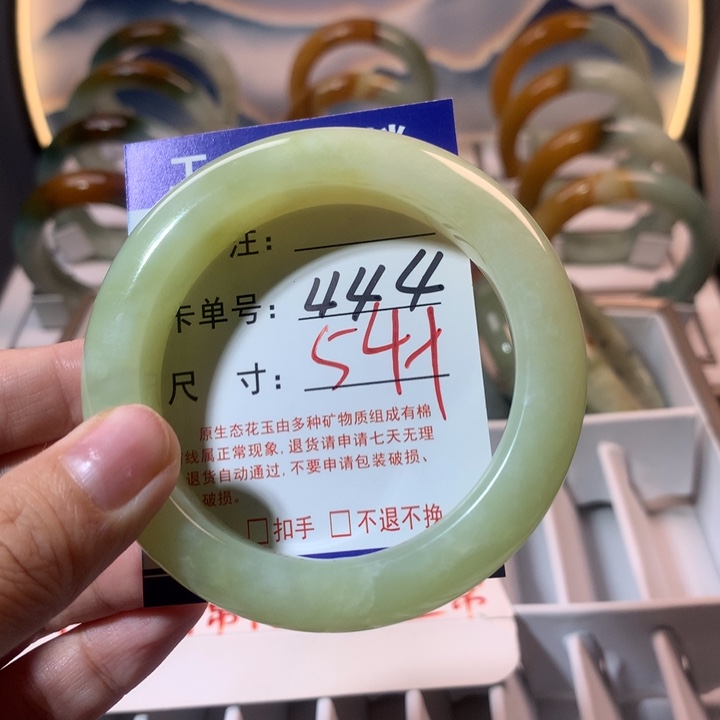 注：
卡单号：444
尺 寸：54
原生态花玉由多种矿物质组成有棉
线属正常现象，退货请申请七天无理
退货自动通过，不要申请包装破损、
破损。
□扣手 □不退不换